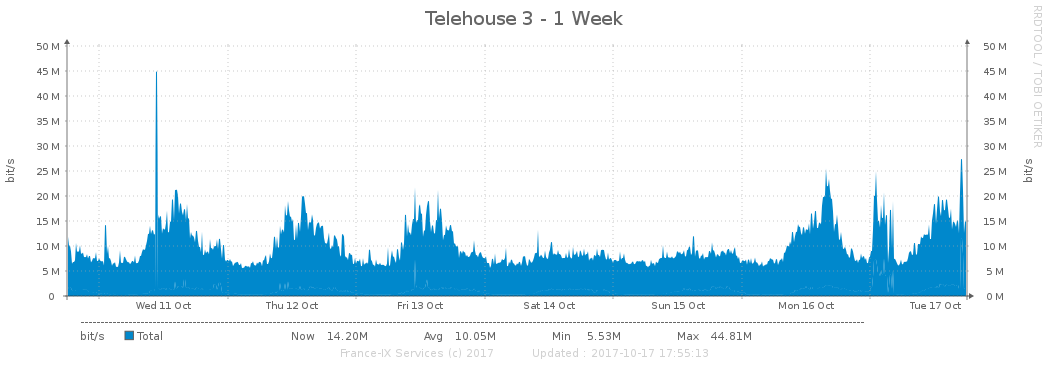 Telehouse 3 - 1 Week
RRDTOOL / TOBI OETIKER
50 M 50 M
45 M 45 M
40 M 40 M
35 M 35 M
30 M 30 M
25 M 25 M
20 M 20 M
15 M 15 M
10 M 10 M
5 M 5 M
0 0 M
bit/s
bit/s
Wed 11 Oct Thu 12 Oct Fri 13 Oct Sat 14 Oct Sun 15 Oct Mon 16 Oct Tue 17 Oct
bit/s Total Now 14.20M Avg 10.05M Min 5.53M Max 44.81M
France-IX Services (c) 2017 Updated : 2017-10-17 17:55:13